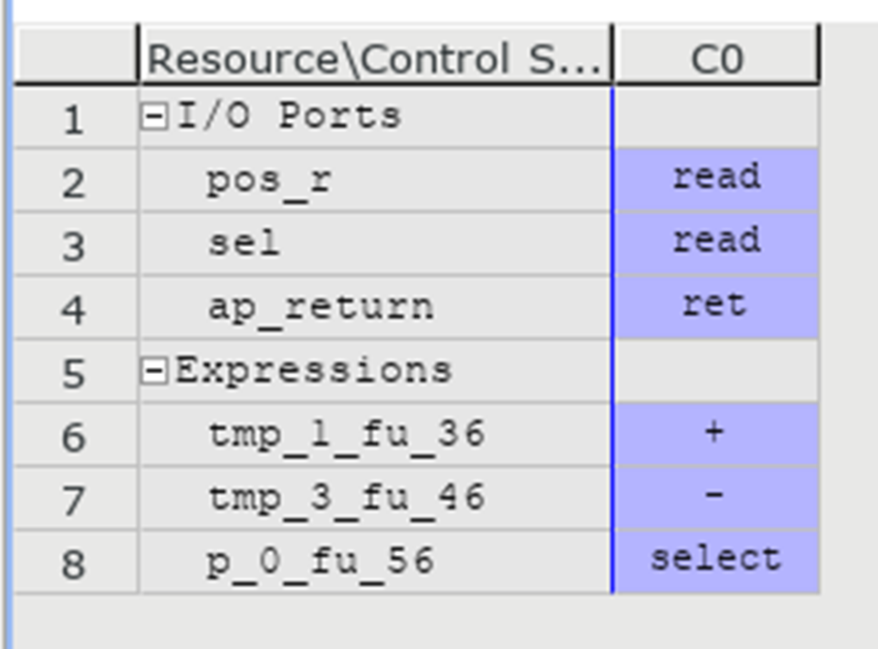 Resource\Control S... C0
1 I/O Ports
2 pos_r read
3 sel read
4 ap_return ret
5 Expressions
6 tmp_1_fu_36 +
7 tmp_3_fu_46 -
8 p_0_fu_56 select